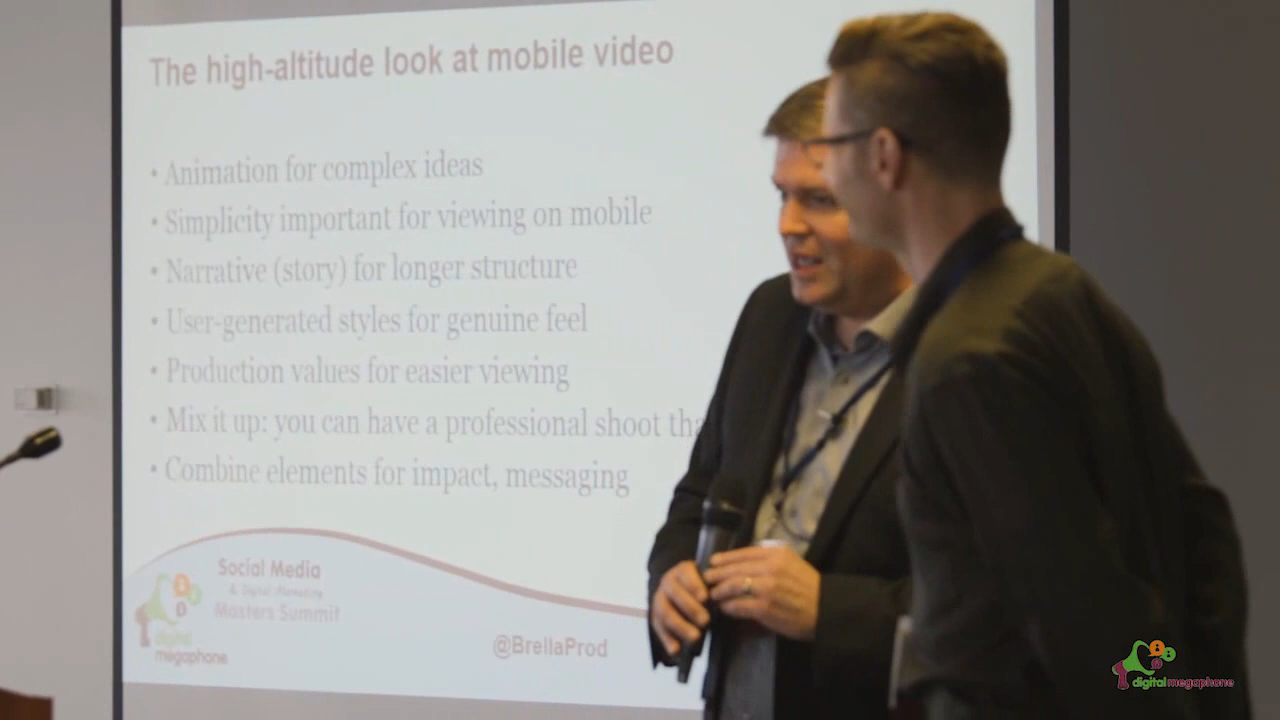 The high-altitude look at mobile video
• Animation for complex ideas
• Simplicity important for viewing on mobile
• Narrative (story) for longer structure
• User-generated styles for genuine feel
• Production values for easier viewing
• Mix it up: you can have a professional shoot tha
• Combine elements for impact, messaging
Social Media
& Digital Marketing
Masters Summit
digital
megaphone
@BrellaProd
digitalmegaphone